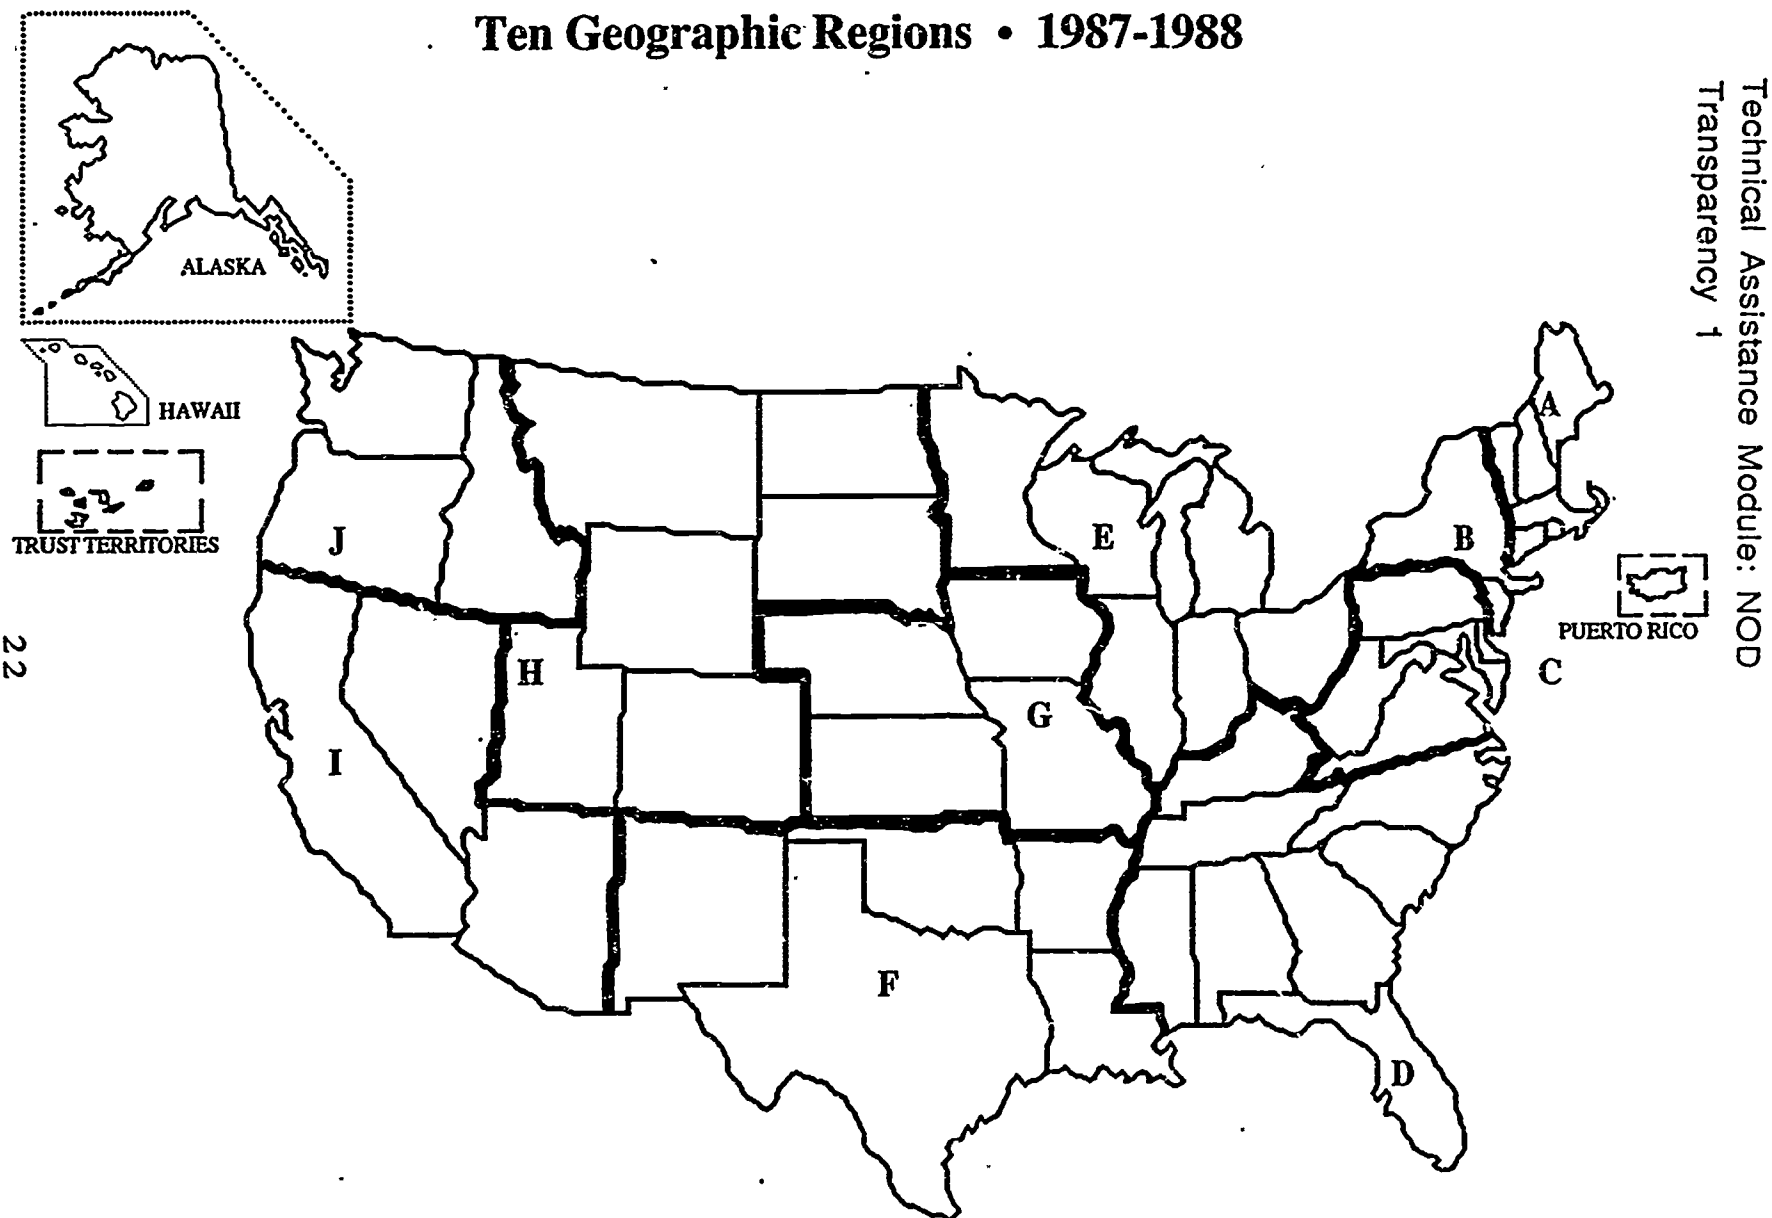 Ten Geographic Regions • 1987-1988
Technical Assistance Module: NOD
Transparency 1
ALASKA
HAWAII
TRUST TERRITORIES
PUERTO RICO
A
B
C
D
E
F
G
H
I
J
22